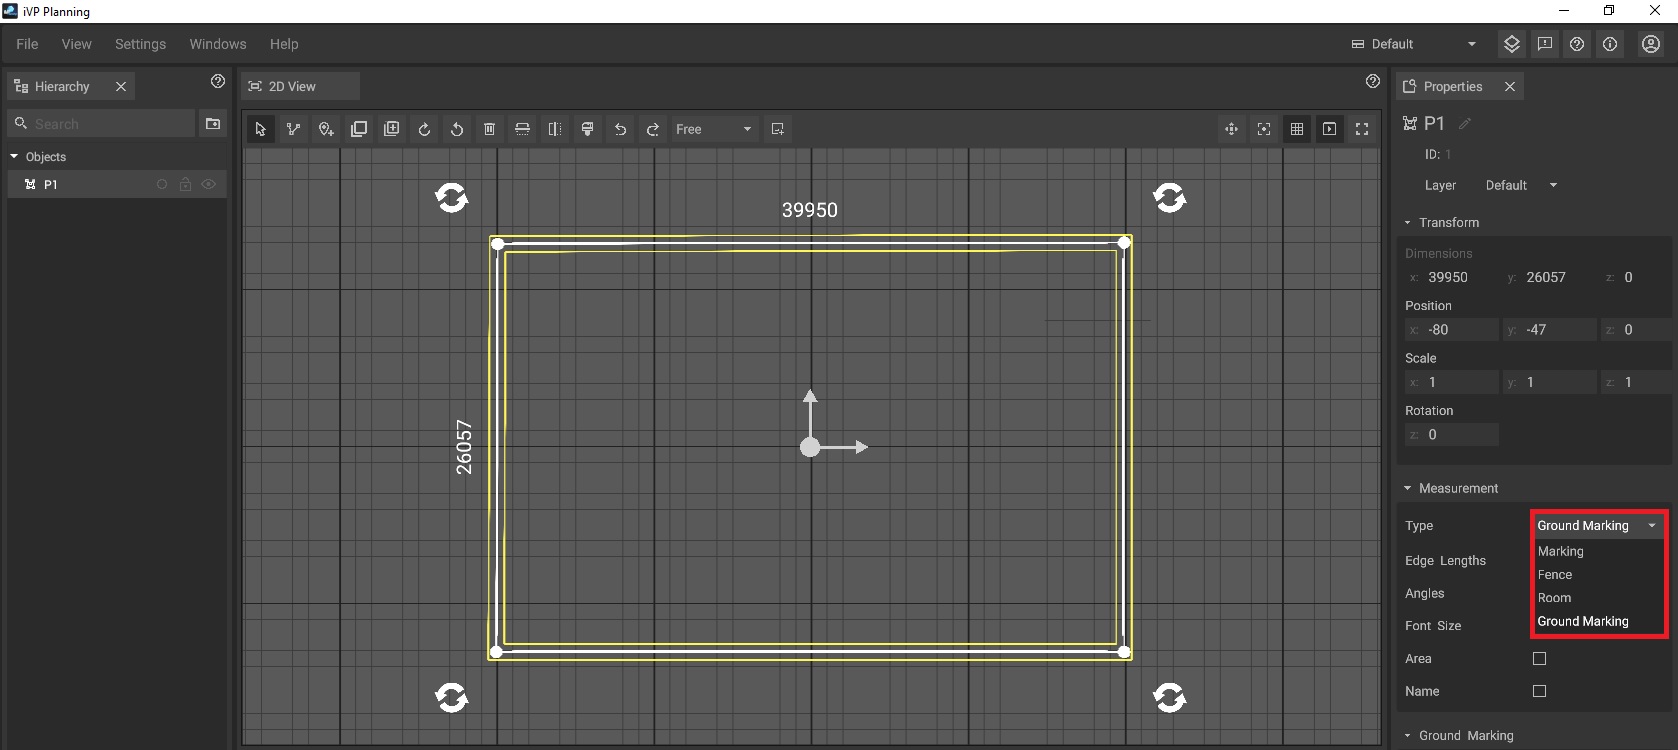 iVP Planning
File View Settings Windows Help Default
Hierarchy
2D View
Properties
Search
Free
P1
ID: 1
Layer Default
Objects
P1
39950
26057
Transform
Dimensions
x: 39950 y: 26057 z: 0
Position
x: -80 y: -47 z: 0
Scale
x: 1 y: 1 z: 1
Rotation
z: 0
Measurement
Type Ground Marking
Marking
Edge Lengths
Fence
Angles
Room
Ground Marking
Font Size
Area
Name
Ground Marking